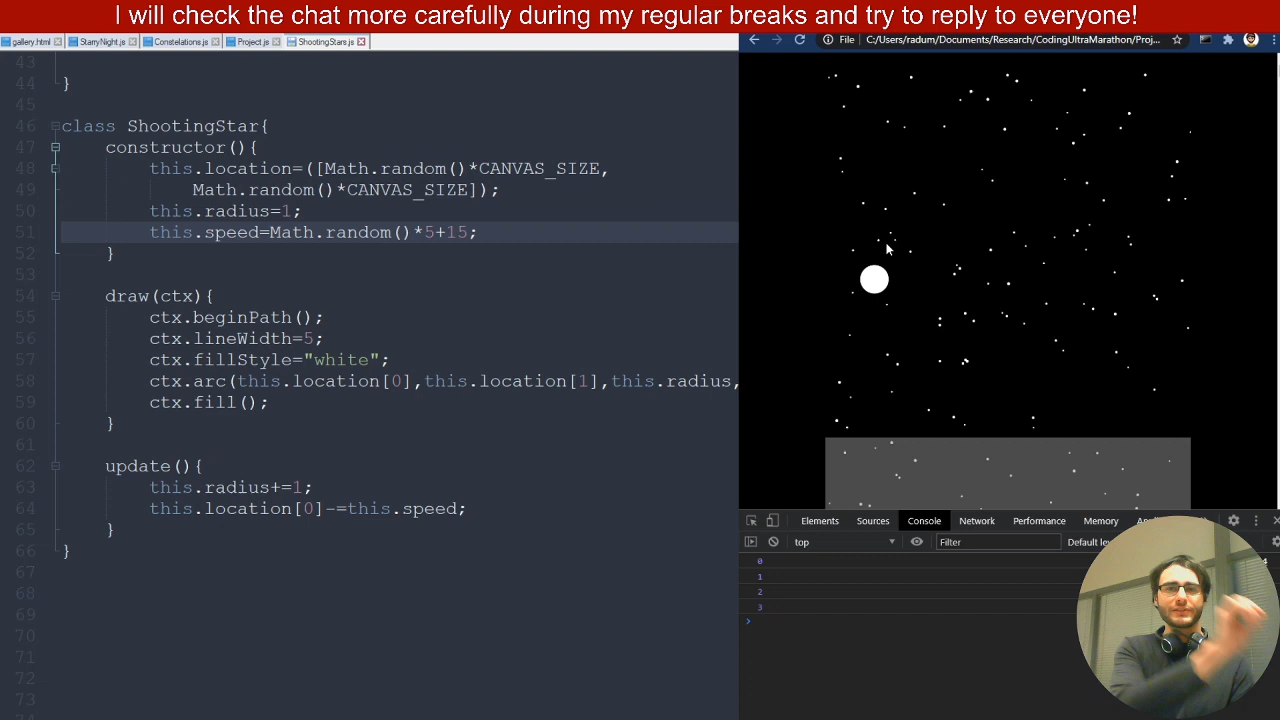 I will check the chat more carefully during my regular breaks and try to reply to everyone!
gallery.html StarryNight.js Constelations.js Project.js ShootingStars.js
File C:/Users/radum/Documents/Research/CodingUltraMarathon/Proj...
43
44 }
45
46 class ShootingStar{
47 constructor(){
48 this.location=([Math.random()*CANVAS_SIZE,
49 Math.random()*CANVAS_SIZE]);
50 this.radius=1;
51 this.speed=Math.random()*5+15;
52 }
53
54 draw(ctx){
55 ctx.beginPath();
56 ctx.lineWidth=5;
57 ctx.fillStyle="white";
58 ctx.arc(this.location[0],this.location[1],this.radius,
59 ctx.fill();
60 }
61
62 update(){
63 this.radius+=1;
64 this.location[0]-=this.speed;
65 }
66 }
67
68
69
70
71
72
73
Elements Sources Console Network Performance Memory
top Filter Default
0 4
1
2
3